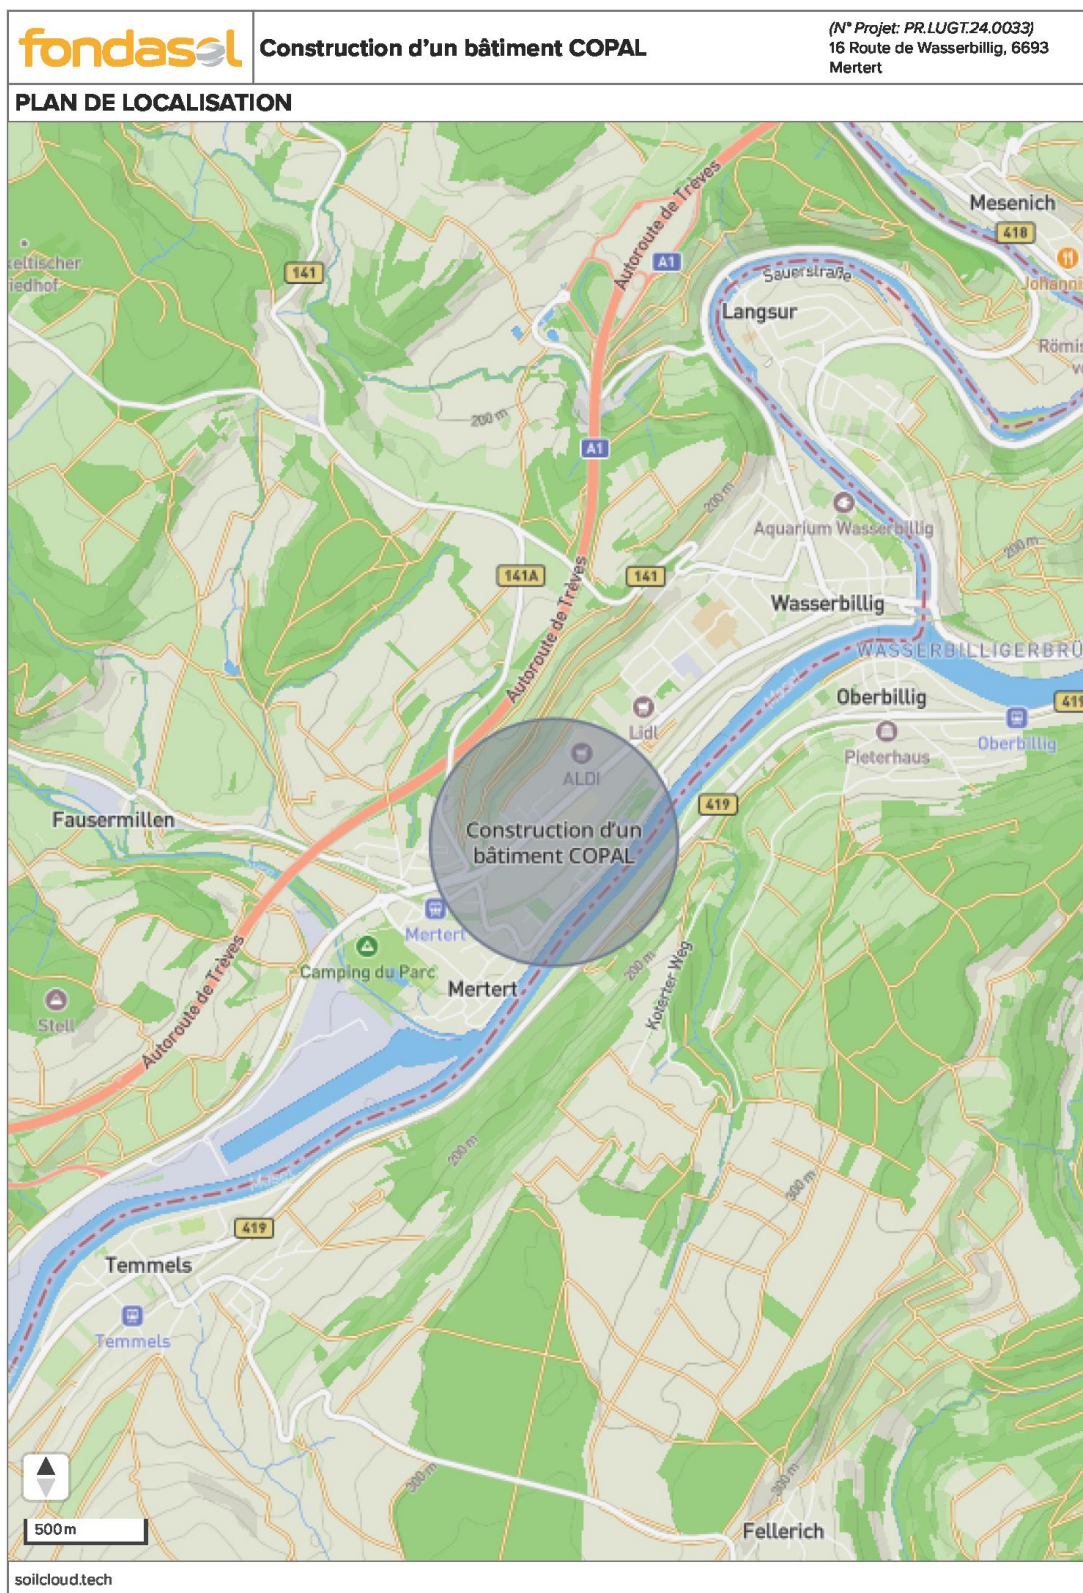 fondasol
Construction d'un bâtiment COPAL
(N° Projet: PR.LUGT.24.0033)
16 Route de Wasserbillig, 6693
Mertert
PLAN DE LOCALISATION
Autoroute de Trèves
Mesenich
418
keltischer
iedhof
141
A1
Sauerstraße
Johannis
Langsur
Römis
200 m
A1
200 m
Aquarium Wasserbillig
200 m
141A
141
Autoroute de Trèves
Wasserbillig
WASSERBILLIGERBRÜ
Oberbillig
419
Lidl
Oberbillig
Pieterhaus
ALDI
419
Fausermillen
Construction d'un
bâtiment COPAL
Mertert
Camping du Parc
200 m
Koterter Weg
Mertert
Stell
Autoroute de Trèves
200 m
300 m
419
Temmels
Temmels
300 m
300 m
500 m
Fellerich
soilcloud.tech